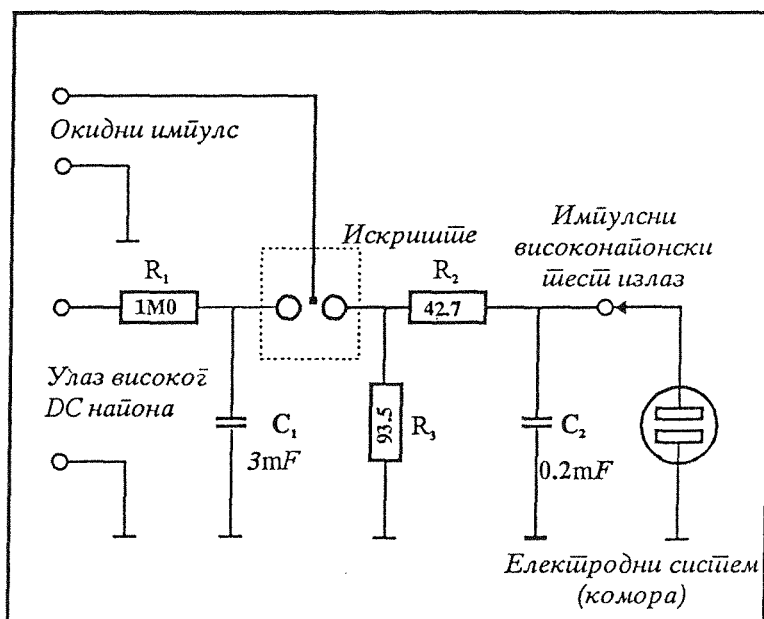 Окидни импулс
Искриште
Импулсни
високонапонски
тест излаз
R₁
1M0
R₂
42.7
Улаз високог
DC напона
C₁
3mF
93.5
R₃
C₂
0.2mF
Електродни систем
(комора)